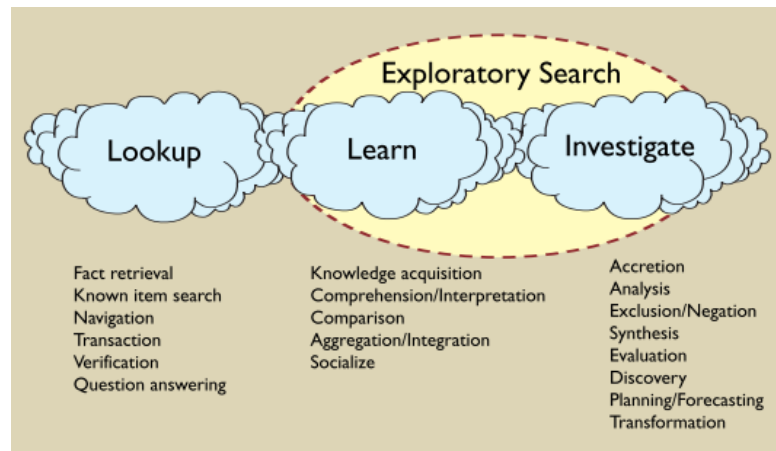 Exploratory Search
Lookup
Learn
Investigate
Fact retrieval
Known item search
Navigation
Transaction
Verification
Question answering
Knowledge acquisition
Comprehension/Interpretation
Comparison
Aggregation/Integration
Socialize
Accretion
Analysis
Exclusion/Negation
Synthesis
Evaluation
Discovery
Planning/Forecasting
Transformation